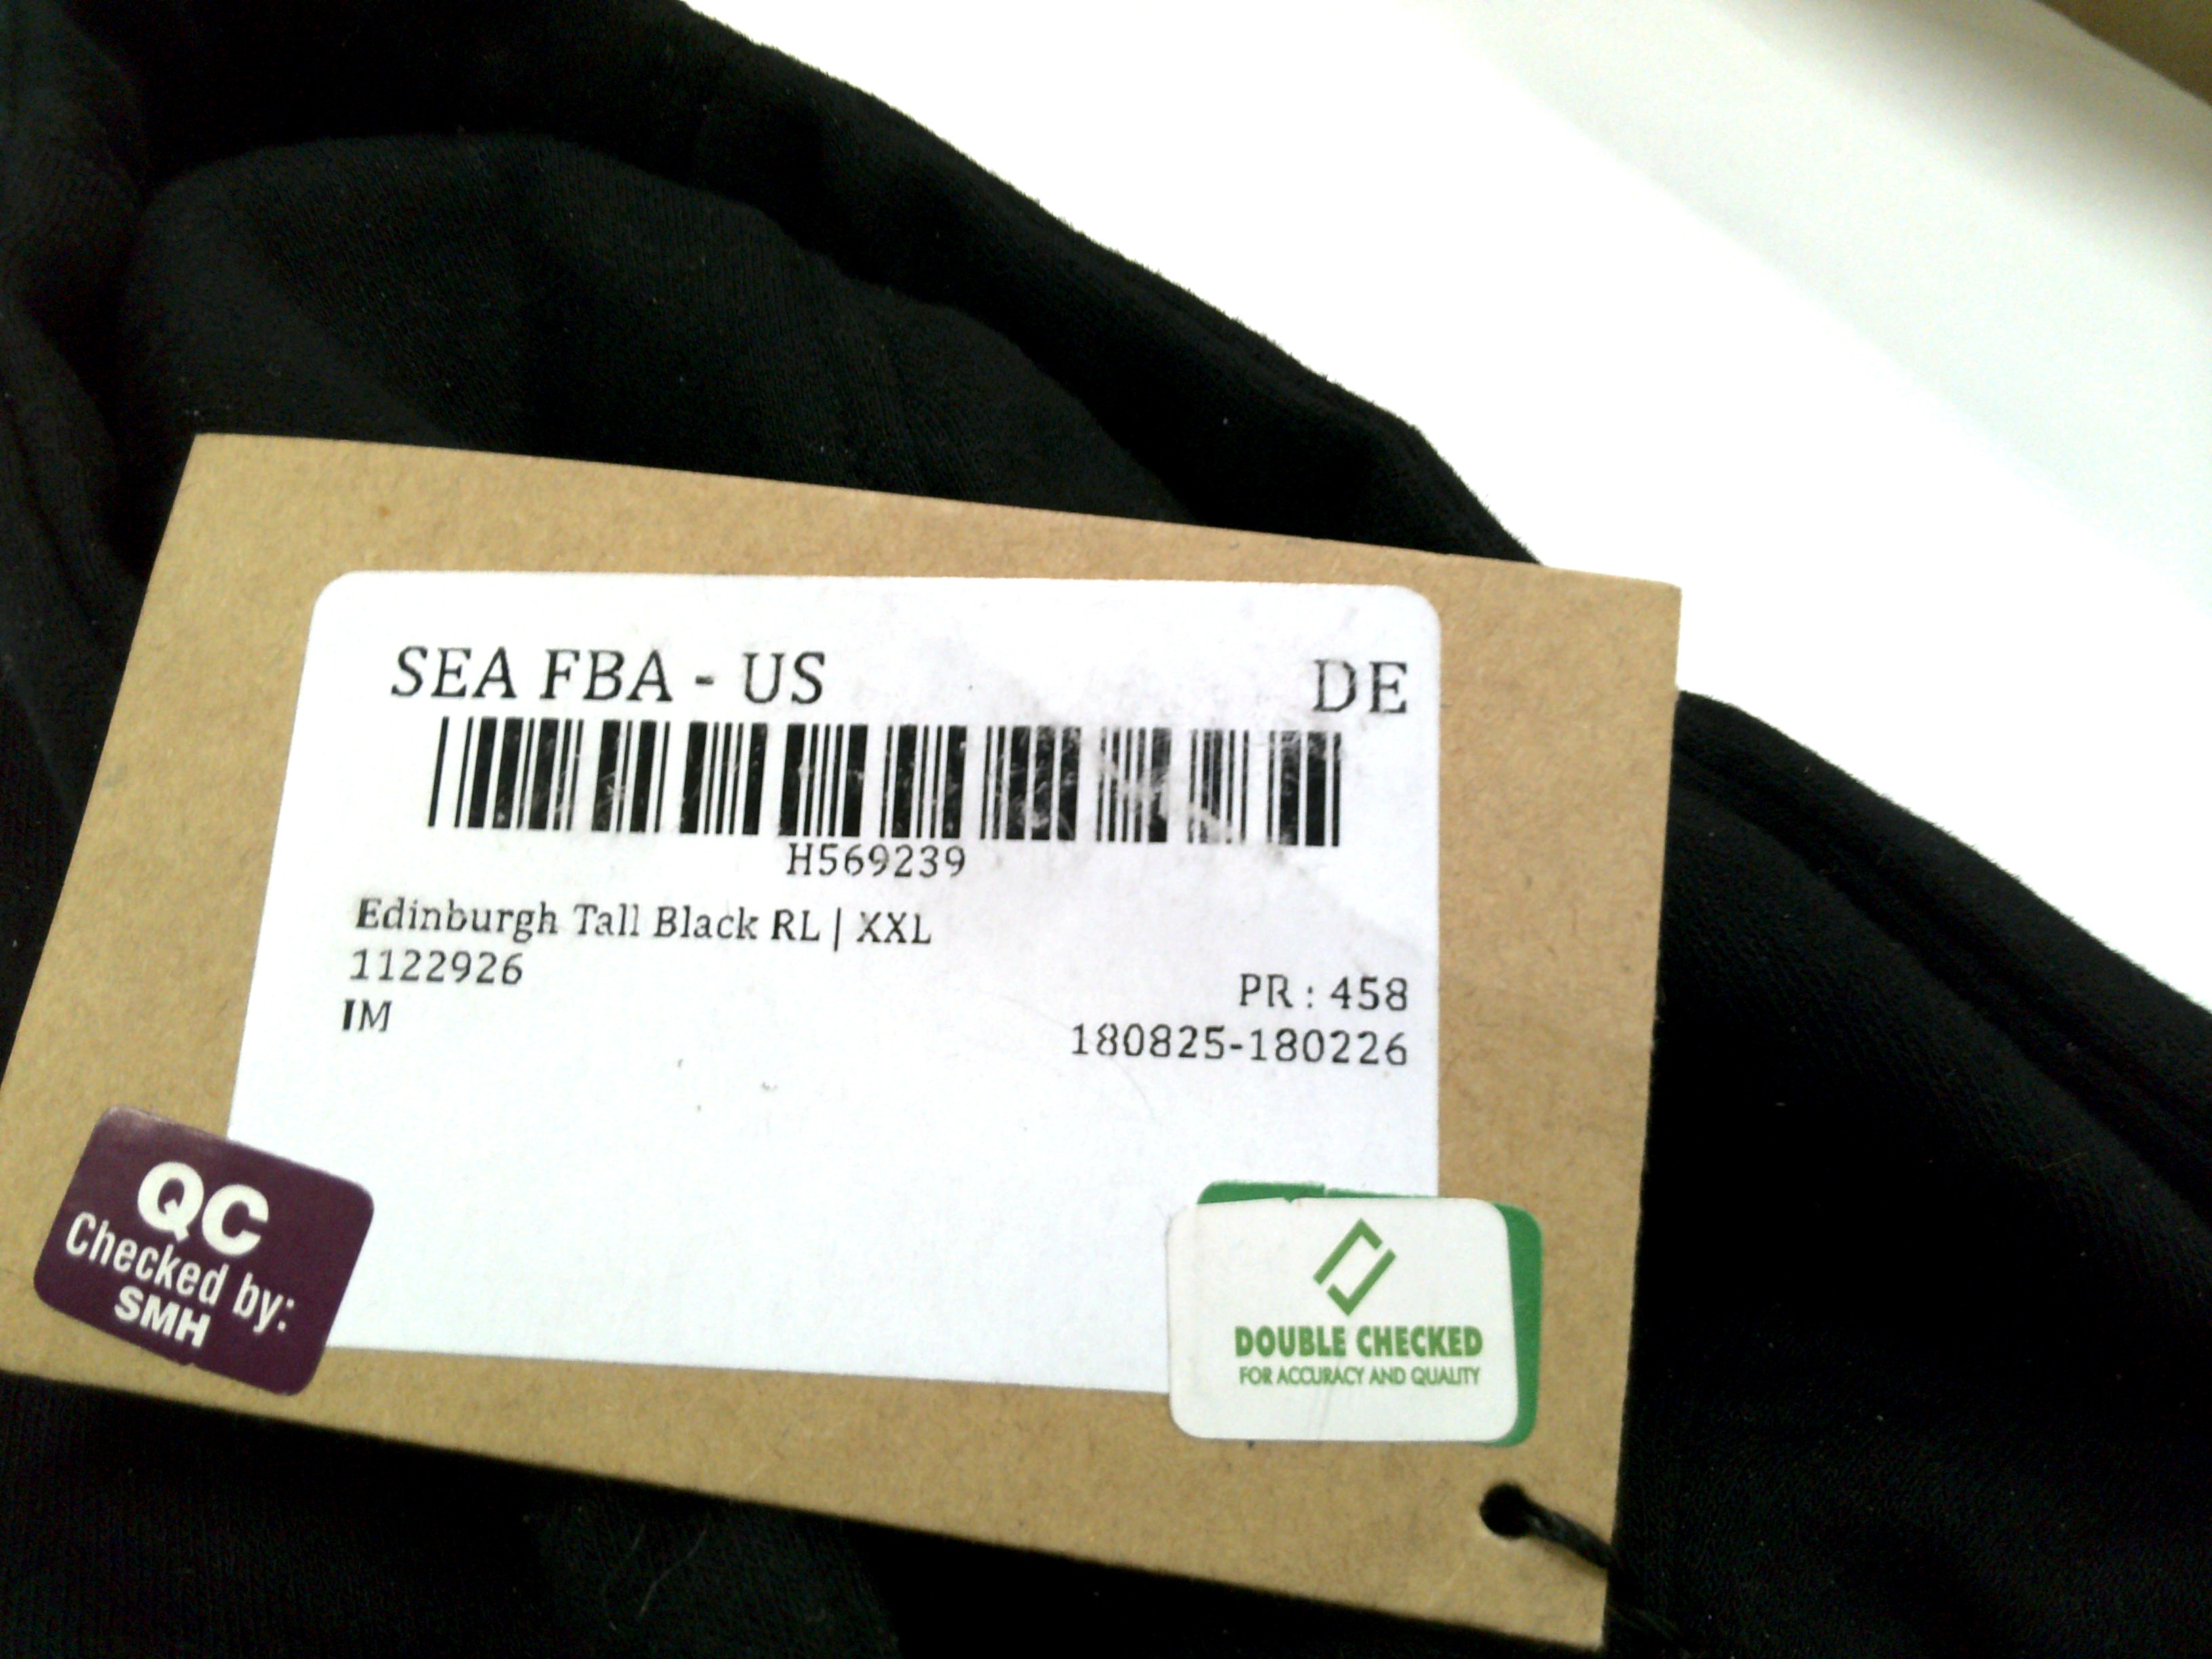 SEA FBA - US DE
H569239
Edinburgh Tall Black RL | XXL
1122926
PR : 458
IM
180825-180226
QC
Checked by:
SMH
DOUBLE CHECKED
FOR ACCURACY AND QUALITY